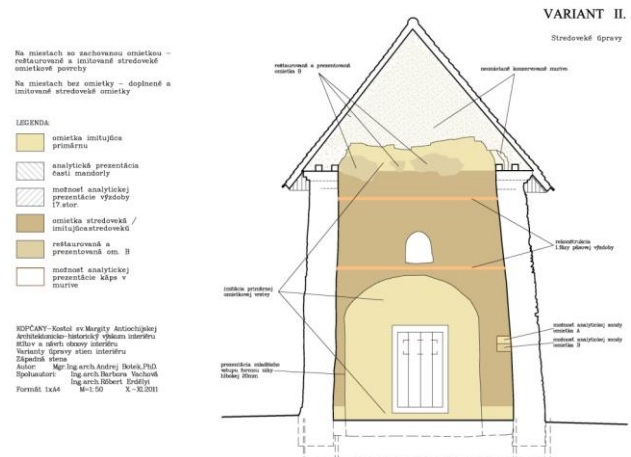 VARIANT II.
Stredoveké úpravy
Na miestach so zachovanou omietkou –
reštaurované a imitované stredoveké
omietkové povrchy
Na miestach bez omietky – doplnené a
imitované stredoveké omietky
LEGENDA:
omietka imitujúca
primárnu
analytická prezentácia
častí mandorly
možnosť analytickej
prezentácie výzdoby
17.stor.
omietka stredoveká /
imitujúcastredovekú
reštaurovaná a
prezentovaná om. B
možnosť analytickej
prezentácie káps v
murive
KOPČANY–Kostol sv.Margity Antiochijskej
Architektonicko–historický výskum interiéru
štítov a návrh obnovy interiéru
Varianty úpravy stien interiéru
Západná stena
Autor: Mgr.Ing.arch.Andrej Botek,PhD.
Spoluautori: Ing.arch.Barbora Vachová
Ing.arch.Róbert Erdélyi
Formát 1xA4 M=1:50 X.–XI.2011
reštaurovaná a prezentovaná
omietka B
neomietané konzervované murivo
rekonštrukcia
1.fázy pásovej výzdoby
imitácia primárnej
omietkovej vrstvy
možnosť analytickej sondy
omietka A
možnosť analytickej sondy
omietka B
prezentácia mladšieho
vstupu formou niky
hlbokej 20mm